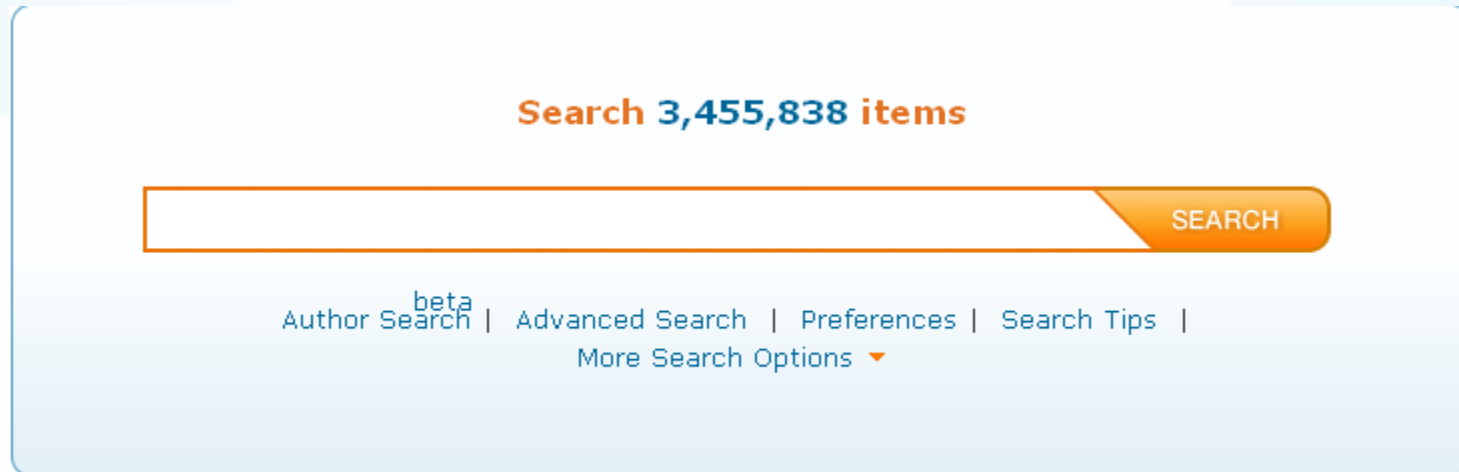 Search 3,455,838 items
SEARCH
beta
Author Search | Advanced Search | Preferences | Search Tips |
More Search Options